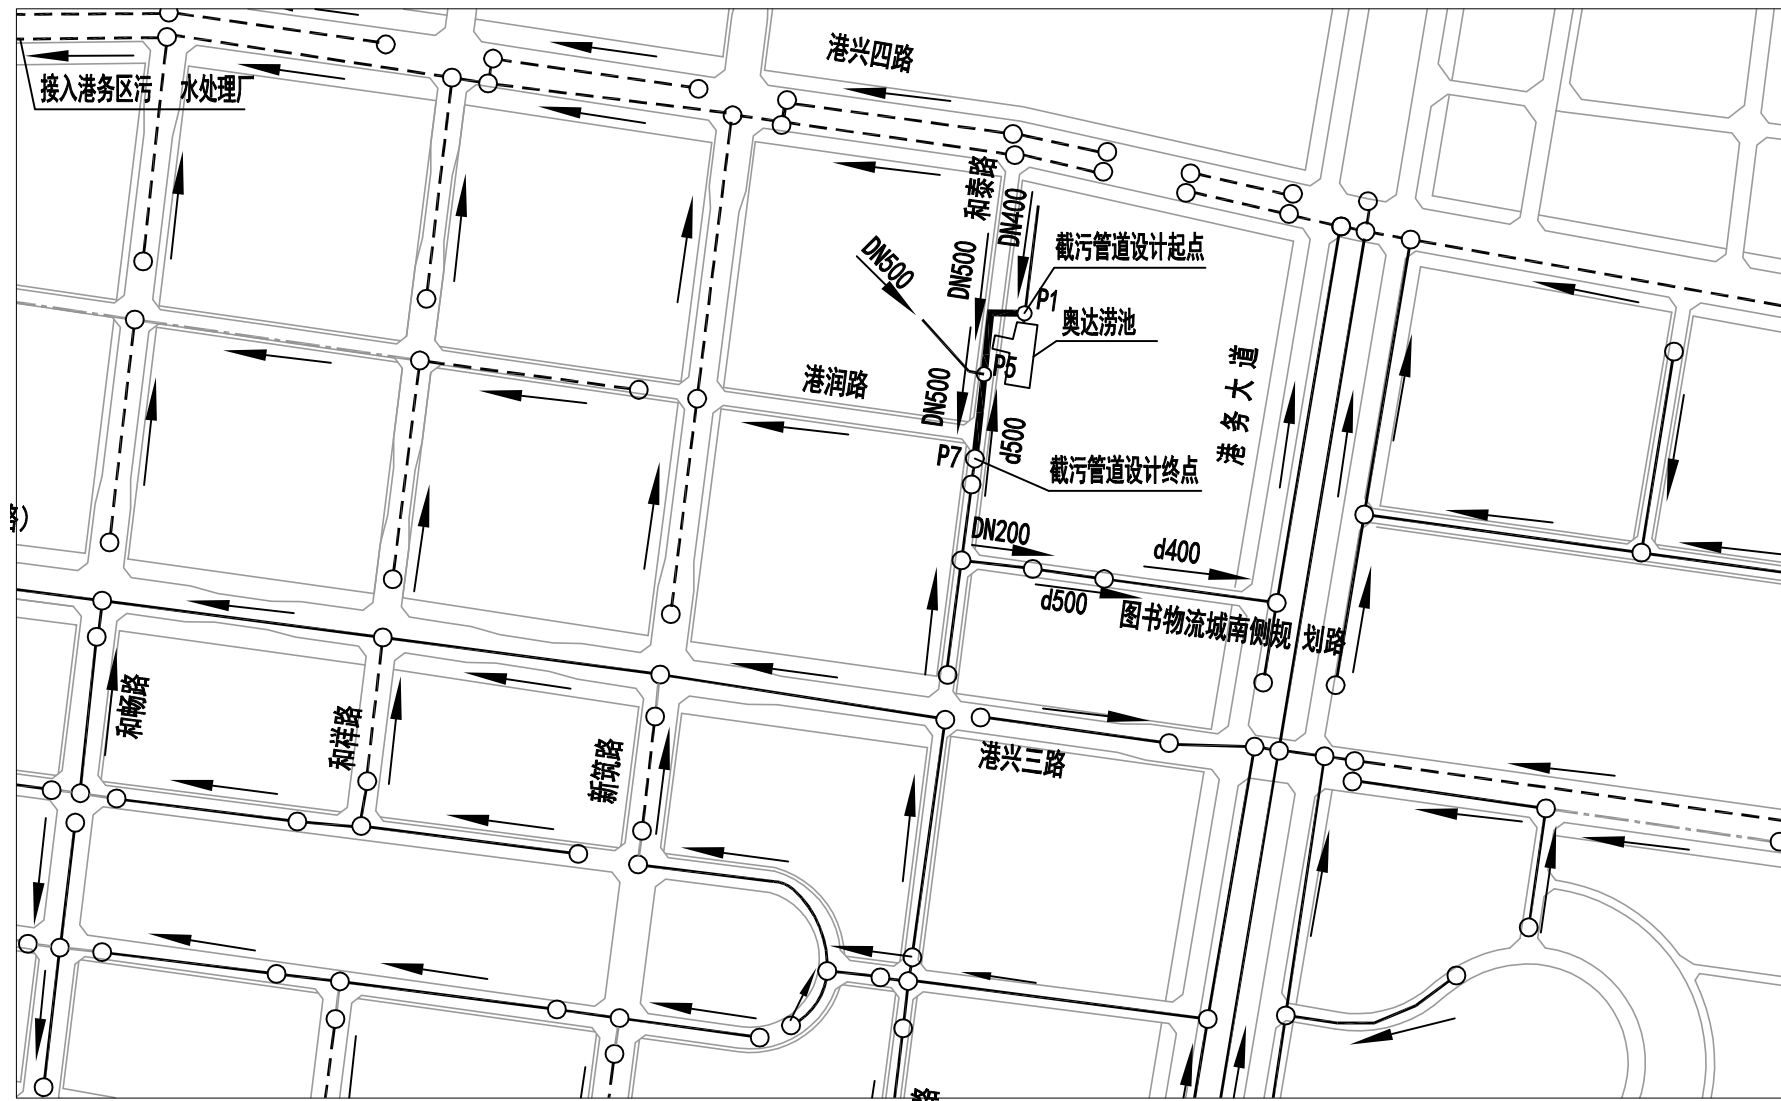 港兴四路
接入港务区污 水处理厂
和泰路
DN400
DN500
DN500
截污管道设计起点
P1
奥达涝池
P5
港润路
DN500
港务大道
d500
P7
截污管道设计终点
路)
DN200
d400
d500
图书物流城南侧规 划路
和畅路
和祥路
新筑路
港兴三路
路